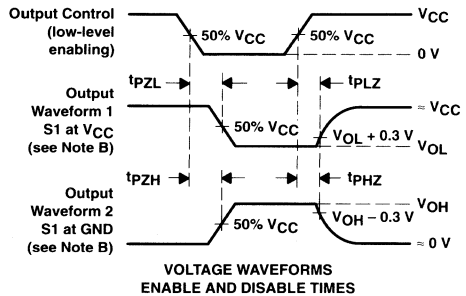 Output Control
(low-level
enabling)
50% VCC
50% VCC
VCC
0 V
tPZL
tPLZ
Output
Waveform 1
S1 at VCC
(see Note B)
50% VCC
VOL + 0.3 V
≈ VCC
VOL
tPZH
tPHZ
Output
Waveform 2
S1 at GND
(see Note B)
50% VCC
VOH − 0.3 V
VOH
≈ 0 V
VOLTAGE WAVEFORMS
ENABLE AND DISABLE TIMES